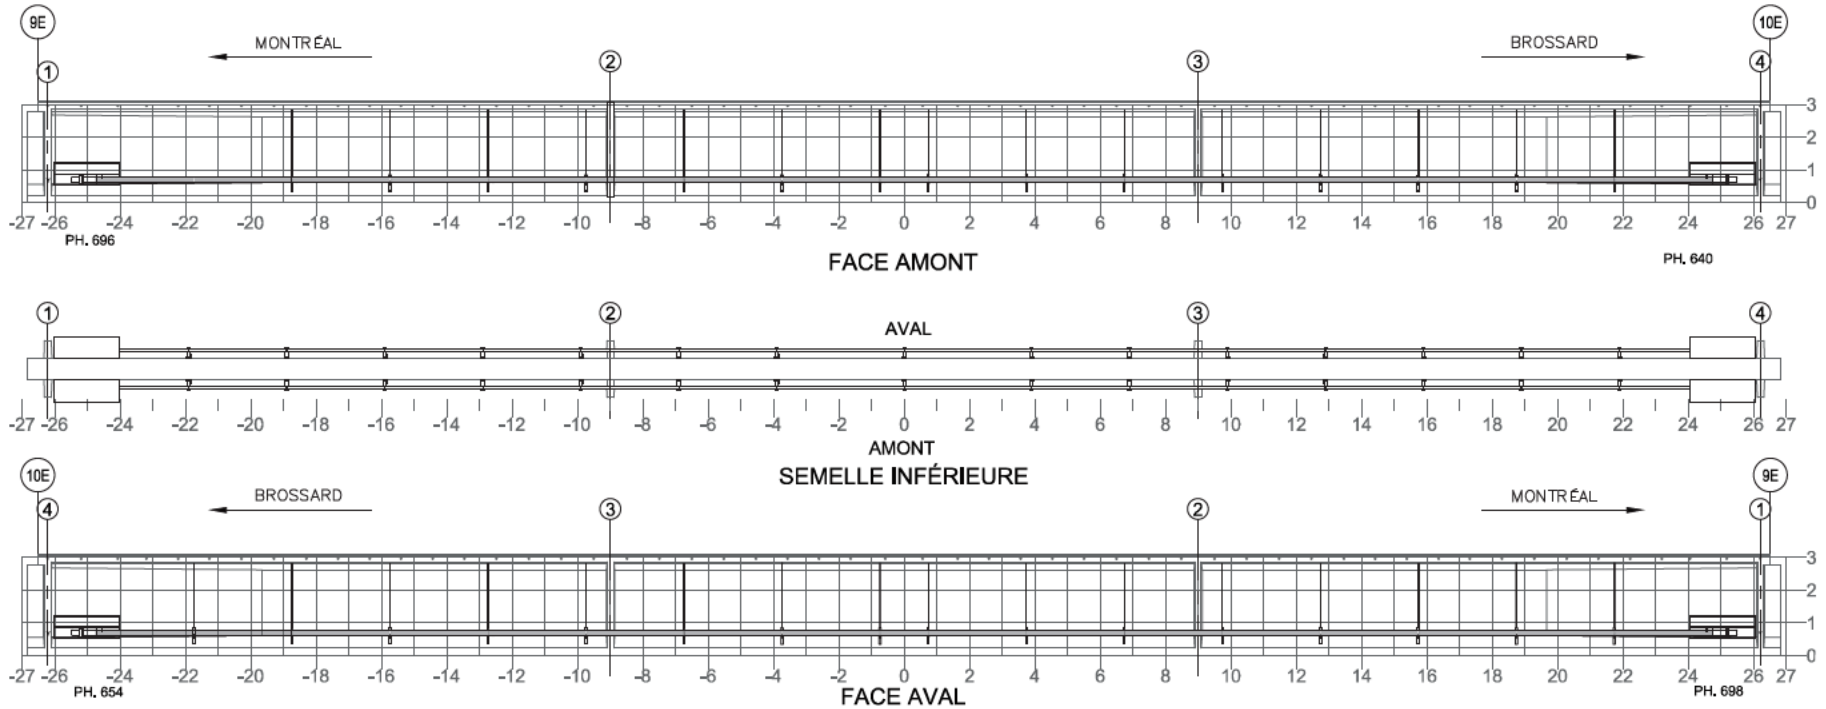 9E 10E
MONTRÉAL BROSSARD
1 2 3 4
3
2
1
0
-27 -26 -24 -22 -20 -18 -16 -14 -12 -10 -8 -6 -4 -2 0 2 4 6 8 10 12 14 16 18 20 22 24 26 27
PH. 696 PH. 640
FACE AMONT
1 2 3 4
AVAL
-27 -26 -24 -22 -20 -18 -16 -14 -12 -10 -8 -6 -4 -2 0 2 4 6 8 10 12 14 16 18 20 22 24 26 27
AMONT
SEMELLE INFÉRIEURE
10E 9E
BROSSARD MONTRÉAL
4 3 2 1
3
2
1
0
-27 -26 -24 -22 -20 -18 -16 -14 -12 -10 -8 -6 -4 -2 0 2 4 6 8 10 12 14 16 18 20 22 24 26 27
PH. 654 PH. 698
FACE AVAL